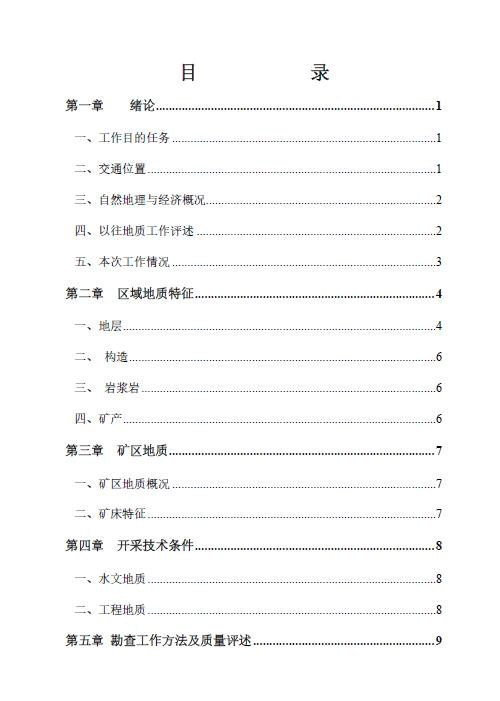 目 录
第一章 绪论 1
一、工作目的任务 1
二、交通位置 1
三、自然地理与经济概况 2
四、以往地质工作评述 2
五、本次工作情况 3
第二章 区域地质特征 4
一、地层 4
二、 构造 6
三、 岩浆岩 6
四、矿产 6
第三章 矿区地质 7
一、矿区地质概况 7
二、矿床特征 7
第四章 开采技术条件 8
一、水文地质 8
二、工程地质 8
第五章 勘查工作方法及质量评述 9